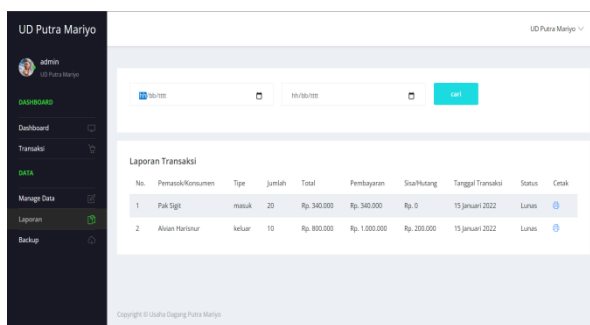 UD Putra Mariyo
UD Putra Mariyo
admin
UD Putra Mariyo
DASHBOARD
Dashboard
Transaksi
DATA
Manage Data
Laporan
Backup
hh/bb/tttt
hh/bb/tttt
cari
Laporan Transaksi
No. Pemasok/Konsumen Tipe Jumlah Total Pembayaran Sisa/Hutang Tanggal Transaksi Status Cetak
1 Pak Sigit masuk 20 Rp. 340.000 Rp. 340.000 Rp. 0 15 Januari 2022 Lunas
2 Alvian Harisnur keluar 10 Rp. 800.000 Rp. 1.000.000 Rp. 200.000 15 Januari 2022 Lunas
Copyright © Usaha Dagang Putra Mariyo